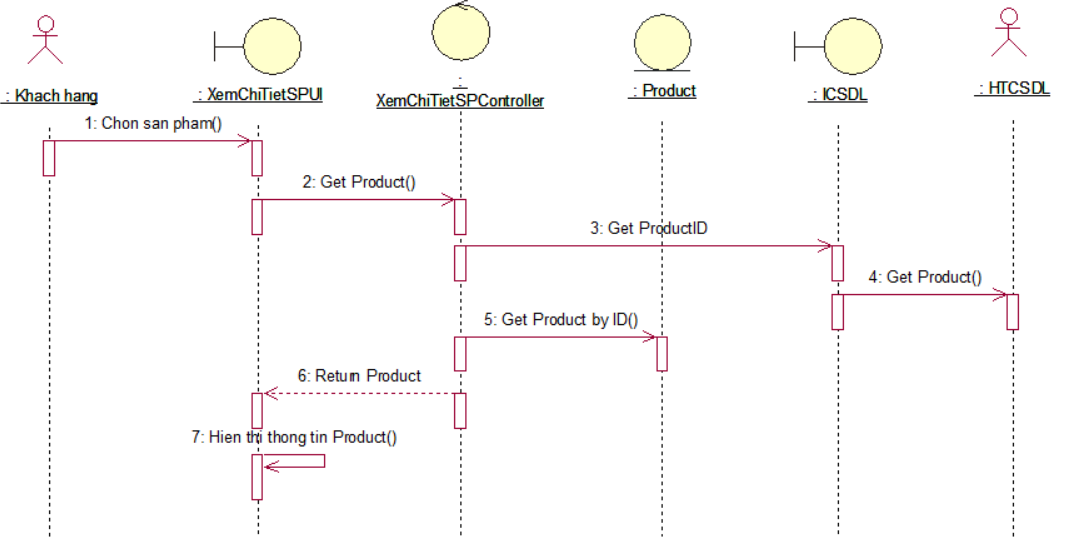 : Khach hang
: XemChiTietSPUI
:
XemChiTietSPController
: Product
: ICSDL
: HTCSDL
1: Chon san pham()
2: Get Product()
3: Get ProductID
4: Get Product()
5: Get Product by ID()
6: Return Product
7: Hien thi thong tin Product()